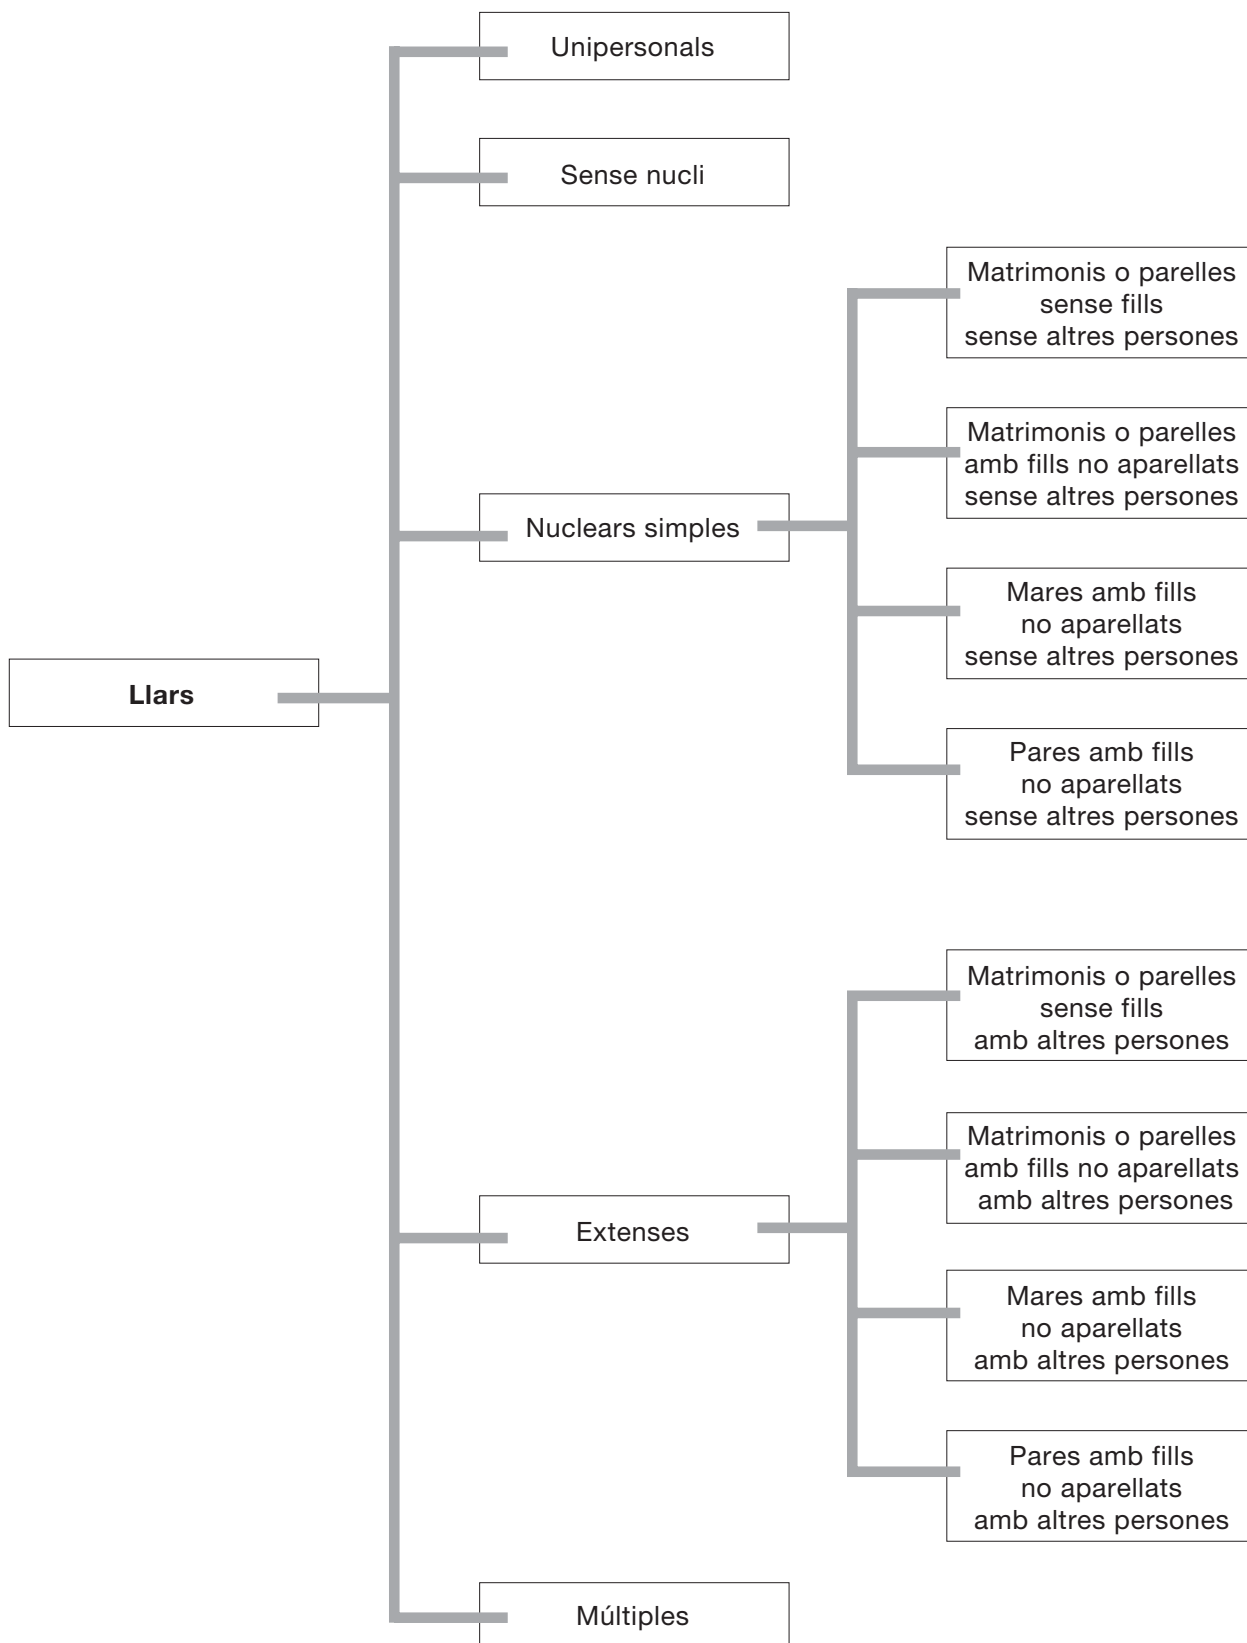 Unipersonals
Sense nucli
Matrimonis o parelles
sense fills
sense altres persones
Matrimonis o parelles
amb fills no aparellats
sense altres persones
Nuclears simples
Mares amb fills
no aparellats
sense altres persones
Llars
Pares amb fills
no aparellats
sense altres persones
Matrimonis o parelles
sense fills
amb altres persones
Matrimonis o parelles
amb fills no aparellats
amb altres persones
Extenses
Mares amb fills
no aparellats
amb altres persones
Pares amb fills
no aparellats
amb altres persones
Múltiples